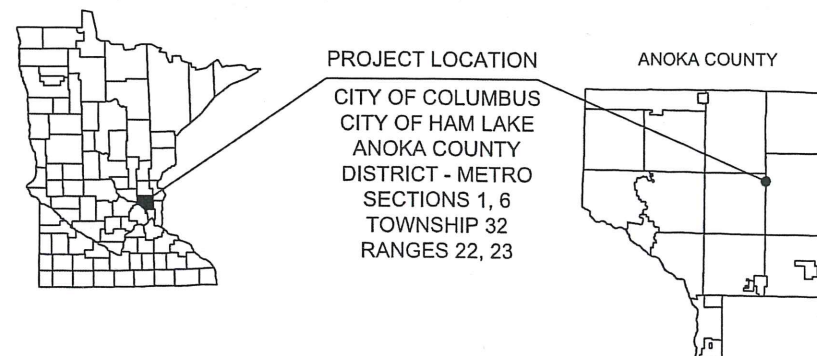 PROJECT LOCATION
CITY OF COLUMBUS
CITY OF HAM LAKE
ANOKA COUNTY
DISTRICT - METRO
SECTIONS 1, 6
TOWNSHIP 32
RANGES 22, 23
ANOKA COUNTY